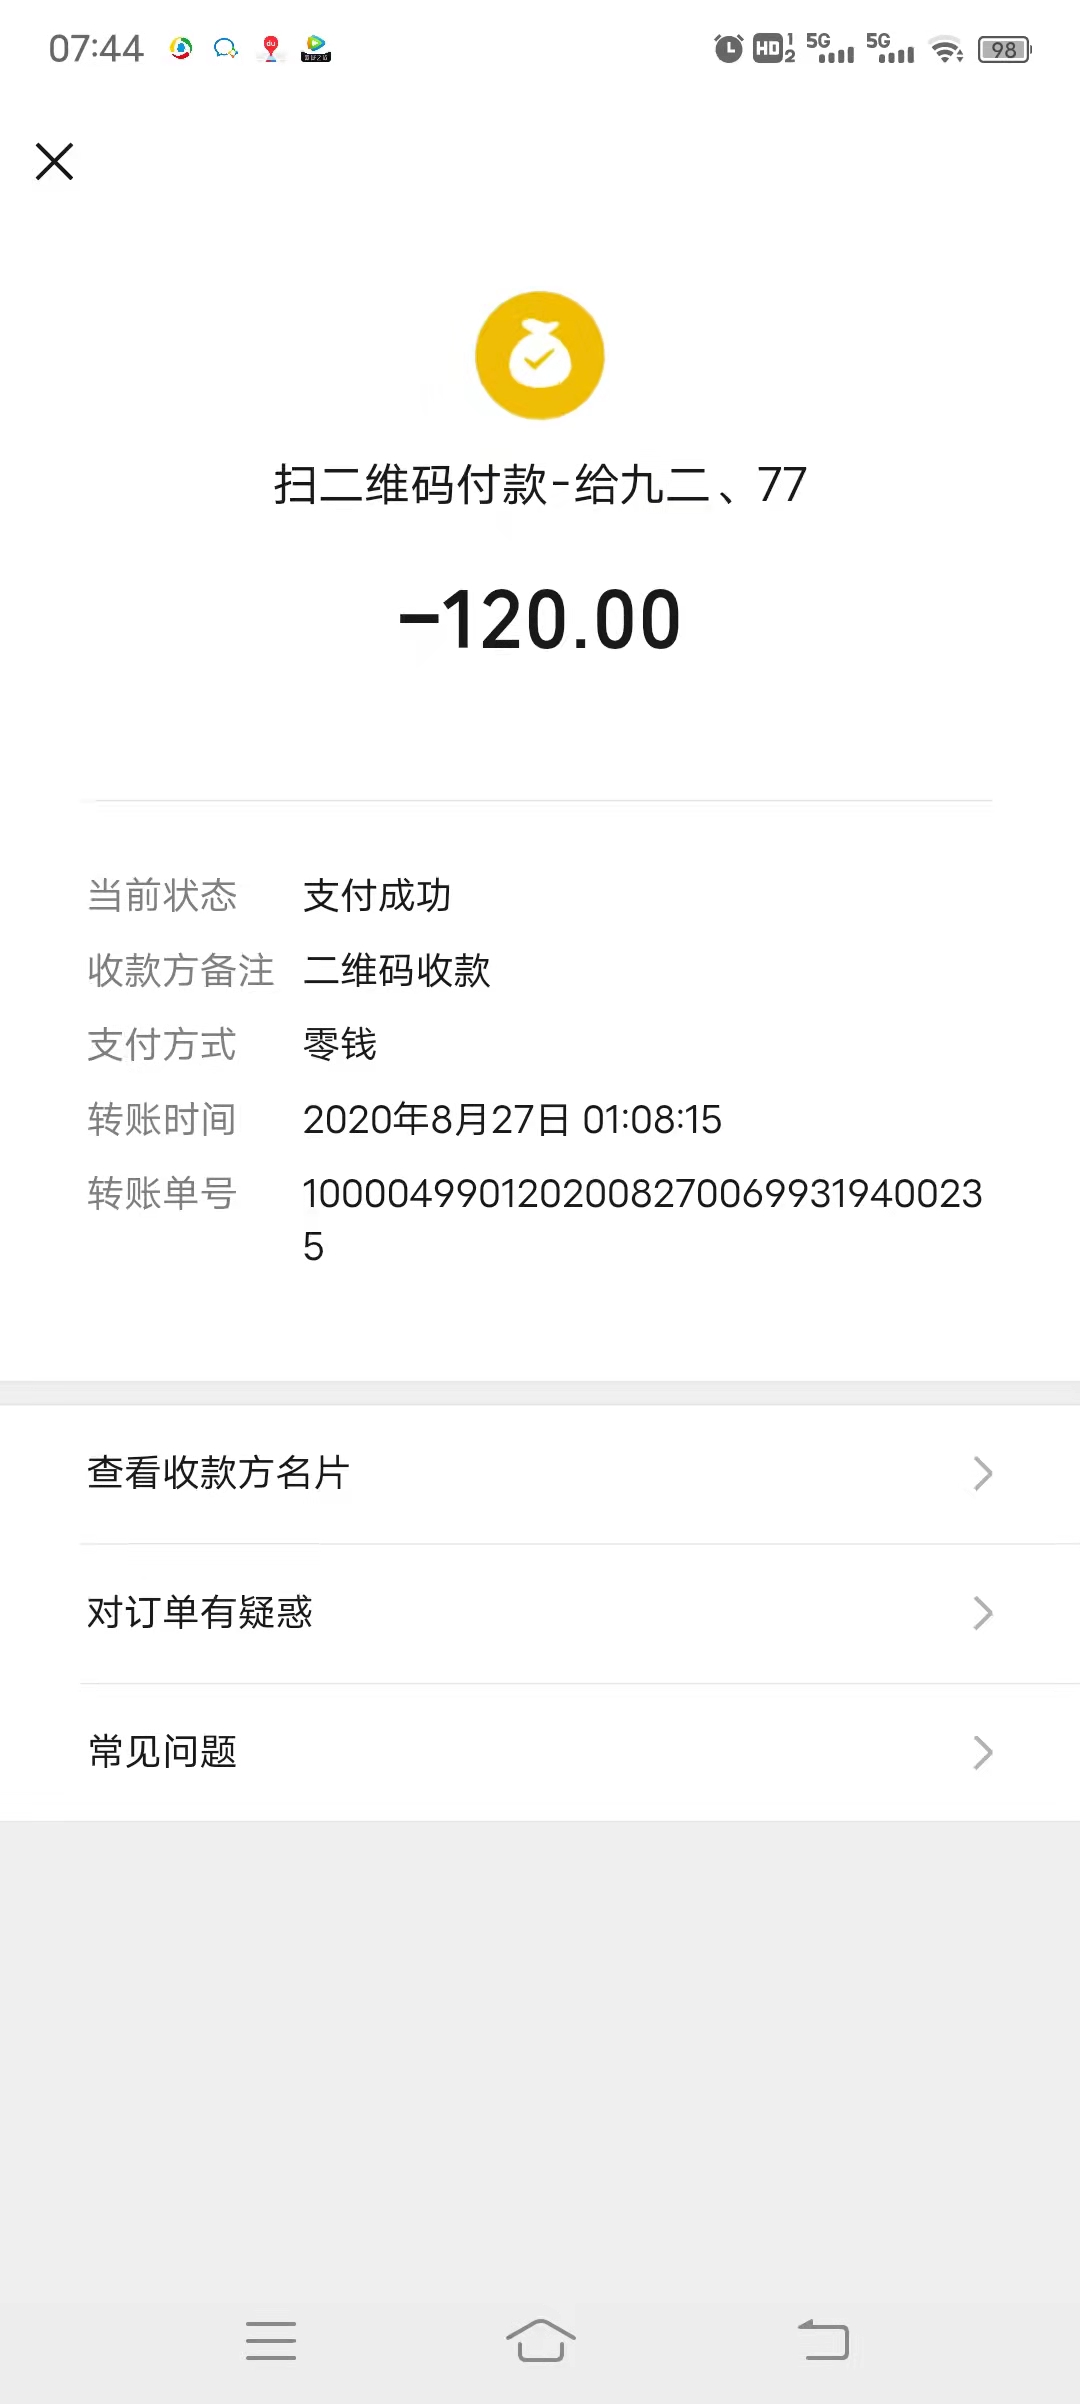 07:44
HD 1 2 5G 5G 98
扫二维码付款-给九二、77
-120.00
当前状态 支付成功
收款方备注 二维码收款
支付方式 零钱
转账时间 2020年8月27日 01:08:15
转账单号 100004990120200827006993194002 3
5
查看收款方名片
对订单有疑惑
常见问题